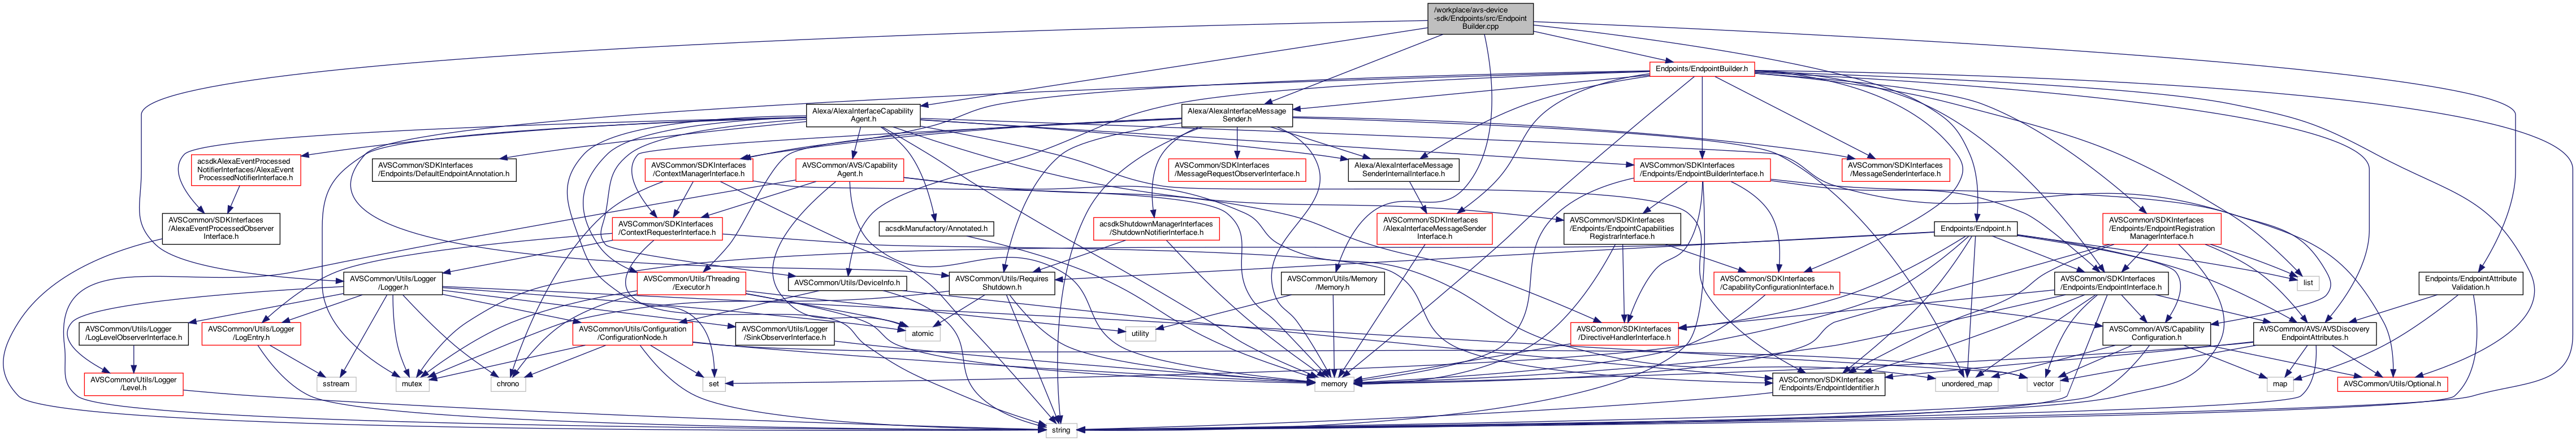 /workplace/avs-device
-sdk/Endpoints/src/Endpoint
Builder.cpp
Endpoints/EndpointBuilder.h
Alexa/AlexaInterfaceCapability
Agent.h
Alexa/AlexaInterfaceMessage
Sender.h
acsdkAlexaEventProcessed
NotifierInterfaces/AlexaEvent
ProcessedNotifierInterface.h
AVSCommon/SDKInterfaces
/Endpoints/DefaultEndpointAnnotation.h
AVSCommon/SDKInterfaces
/ContextManagerInterface.h
AVSCommon/AVS/Capability
Agent.h
AVSCommon/SDKInterfaces
/MessageRequestObserverInterface.h
Alexa/AlexaInterfaceMessage
SenderInternalInterface.h
AVSCommon/SDKInterfaces
/Endpoints/EndpointBuilderInterface.h
AVSCommon/SDKInterfaces
/MessageSenderInterface.h
AVSCommon/SDKInterfaces
/AlexaEventProcessedObserver
Interface.h
AVSCommon/SDKInterfaces
/ContextRequesterInterface.h
acsdkManufactory/Annotated.h
acsdkShutdownManagerInterfaces
/ShutdownNotifierInterface.h
AVSCommon/SDKInterfaces
/AlexaInterfaceMessageSender
Interface.h
AVSCommon/SDKInterfaces
/Endpoints/EndpointCapabilities
RegistrarInterface.h
Endpoints/Endpoint.h
AVSCommon/SDKInterfaces
/Endpoints/EndpointRegistration
ManagerInterface.h
AVSCommon/Utils/Logger
/Logger.h
AVSCommon/Utils/Threading
/Executor.h
AVSCommon/Utils/DeviceInfo.h
AVSCommon/Utils/Requires
Shutdown.h
AVSCommon/Utils/Memory
/Memory.h
AVSCommon/SDKInterfaces
/CapabilityConfigurationInterface.h
AVSCommon/SDKInterfaces
/Endpoints/EndpointInterface.h
list
Endpoints/EndpointAttribute
Validation.h
AVSCommon/Utils/Logger
/LogLevelObserverInterface.h
AVSCommon/Utils/Logger
/LogEntry.h
AVSCommon/Utils/Configuration
/ConfigurationNode.h
AVSCommon/Utils/Logger
/SinkObserverInterface.h
atomic
utility
AVSCommon/SDKInterfaces
/DirectiveHandlerInterface.h
AVSCommon/AVS/Capability
Configuration.h
AVSCommon/AVS/AVSDiscovery
EndpointAttributes.h
AVSCommon/Utils/Logger
/Level.h
sstream
mutex
chrono
set
memory
AVSCommon/SDKInterfaces
/Endpoints/EndpointIdentifier.h
unordered_map
vector
map
AVSCommon/Utils/Optional.h
string